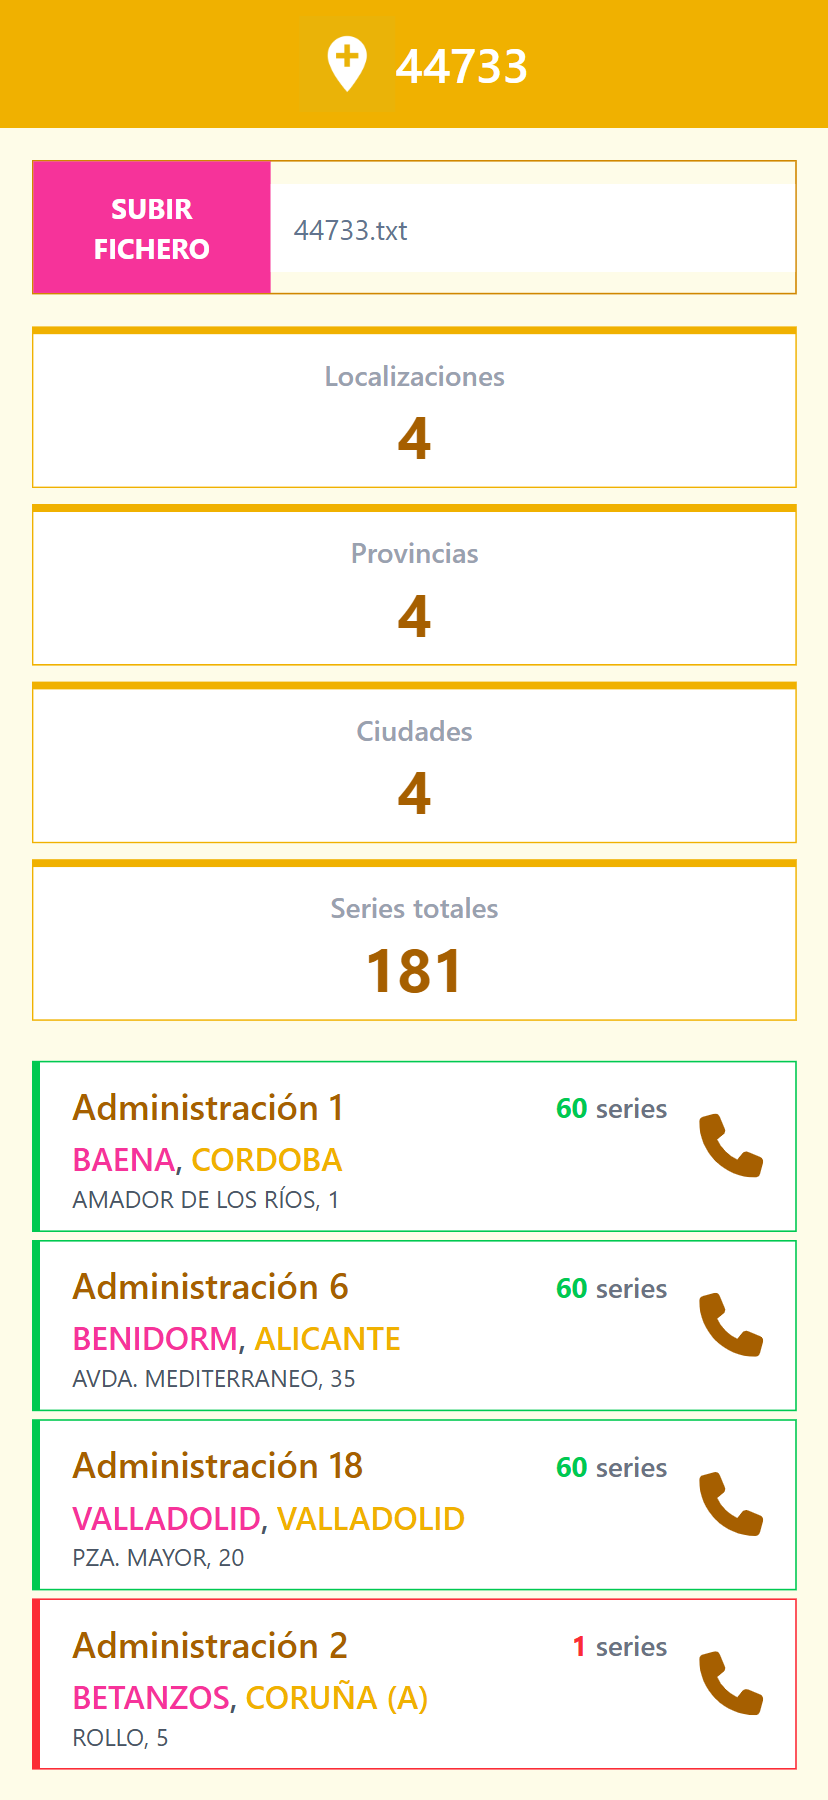 44733
SUBIR
FICHERO
44733.txt
Localizaciones
4
Provincias
4
Ciudades
4
Series totales
181
Administración 1
60 series
BAENA, CORDOBA
AMADOR DE LOS RÍOS, 1
Administración 6
60 series
BENIDORM, ALICANTE
AVDA. MEDITERRANEO, 35
Administración 18
60 series
VALLADOLID, VALLADOLID
PZA. MAYOR, 20
Administración 2
1 series
BETANZOS, CORUÑA (A)
ROLLO, 5